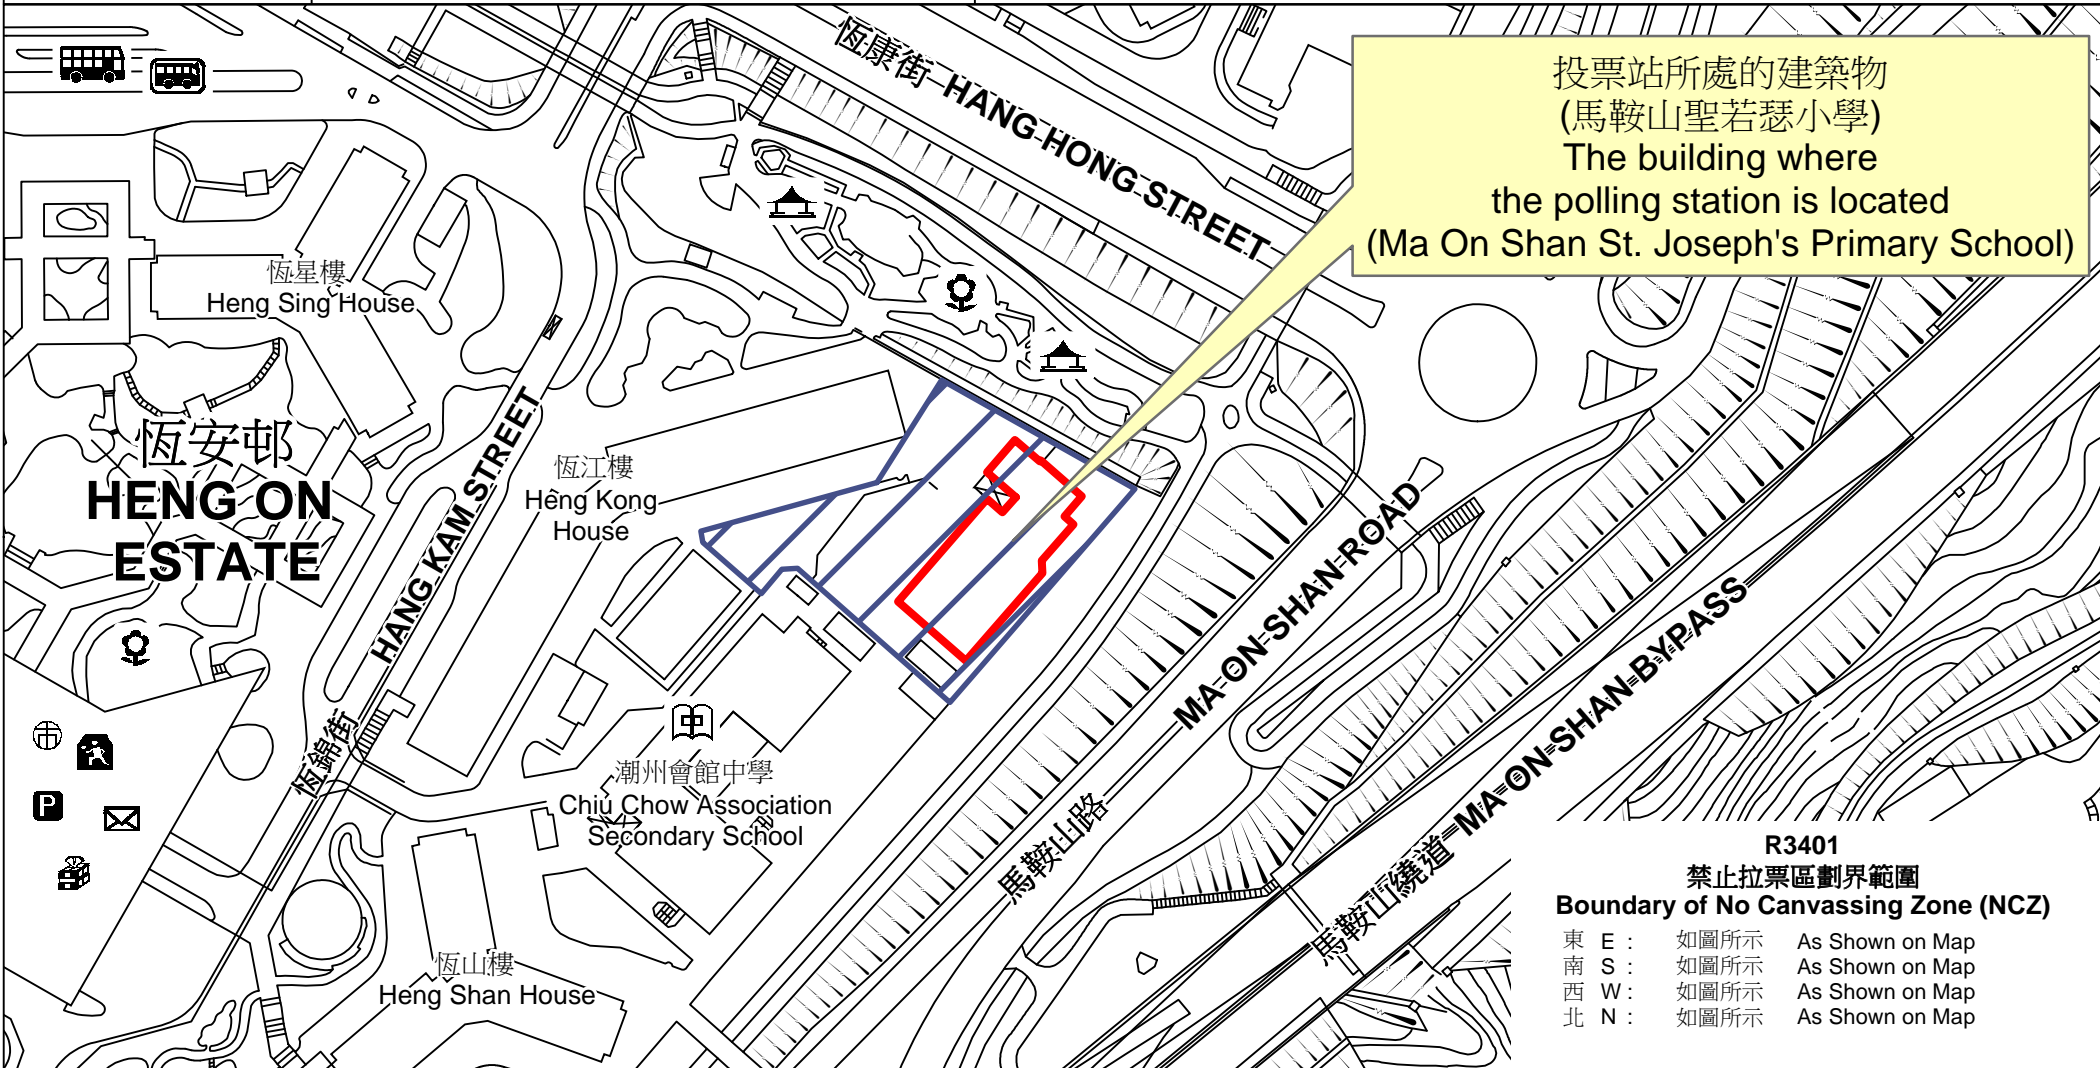 恆康街 HANG HONG STREET
投票站所處的建築物
(馬鞍山聖若瑟小學)
The building where
the polling station is located
(Ma On Shan St. Joseph's Primary School)
恆星樓
Heng Sing House
恆安邨
HENG ON
ESTATE
恆江樓
Heng Kong
House
恆錦街 HANG KAM STREET
P
中
潮州會館中學
Chiu Chow Association
Secondary School
恆山樓
Heng Shan House
馬鞍山路 MA ON SHAN ROAD
馬鞍山繞道 MA ON SHAN BYPASS
R3401
禁止拉票區劃界範圍
Boundary of No Canvassing Zone (NCZ)
東 E : 如圖所示 As Shown on Map
南 S : 如圖所示 As Shown on Map
西 W : 如圖所示 As Shown on Map
北 N : 如圖所示 As Shown on Map